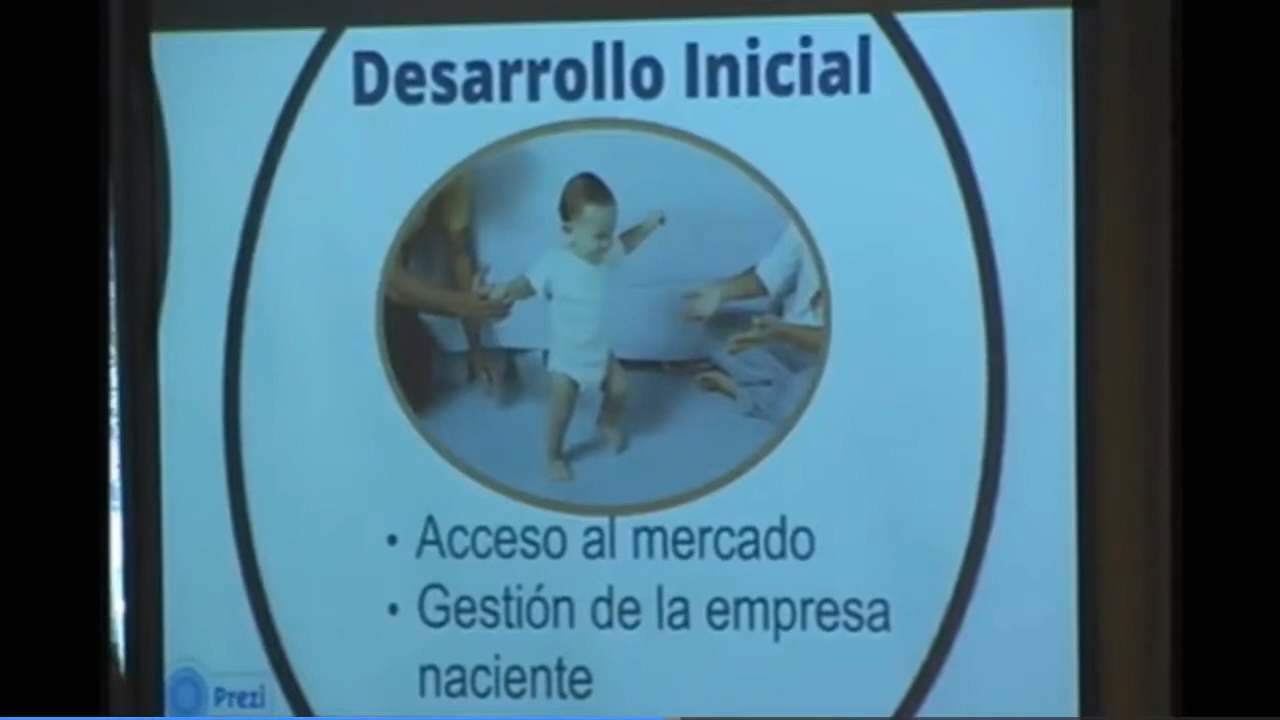 Desarrollo Inicial
• Acceso al mercado
• Gestión de la empresa
naciente
Prezi